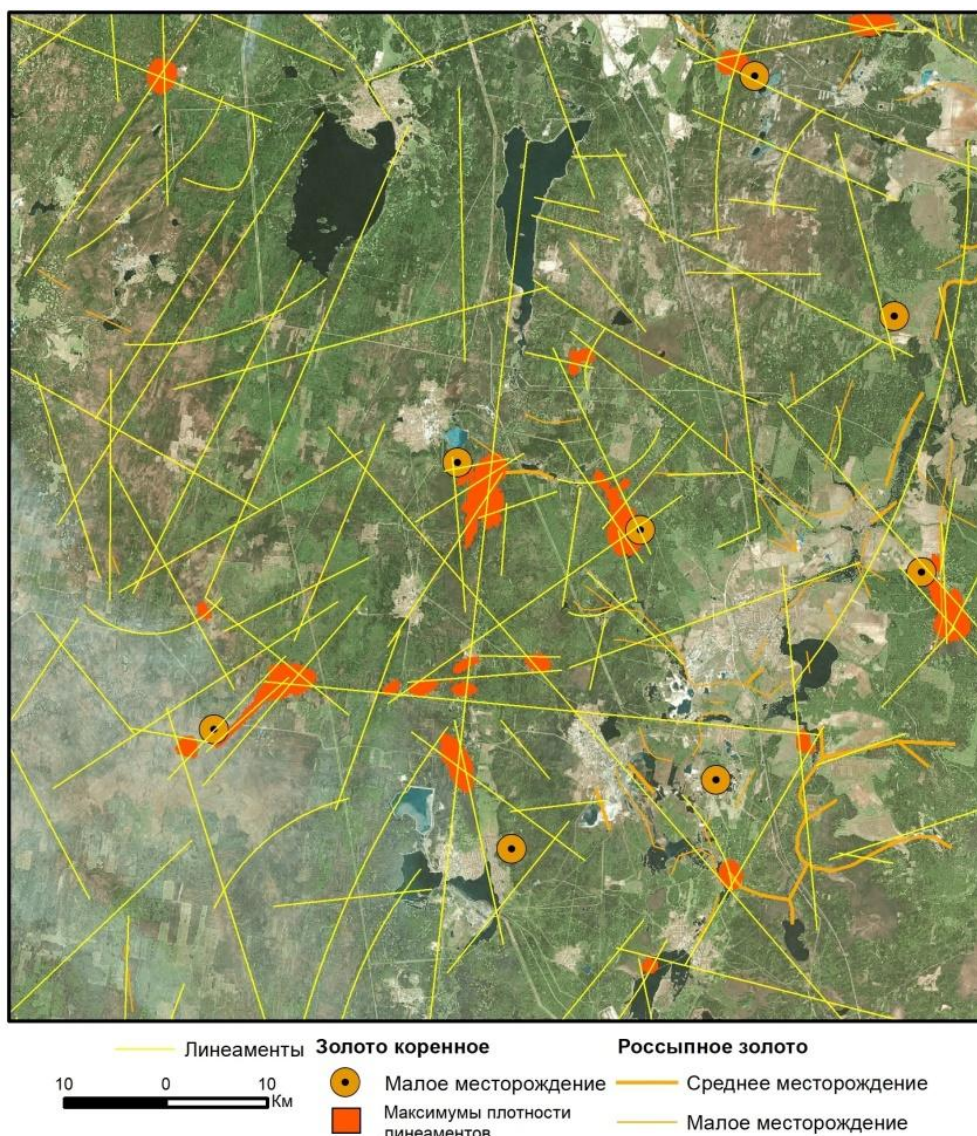 Линеаменты
10 0 10
Км
Золото коренное
Малое месторождение
Максимумы плотности
линеаментов
Россыпное золото
Среднее месторождение
Малое месторождение